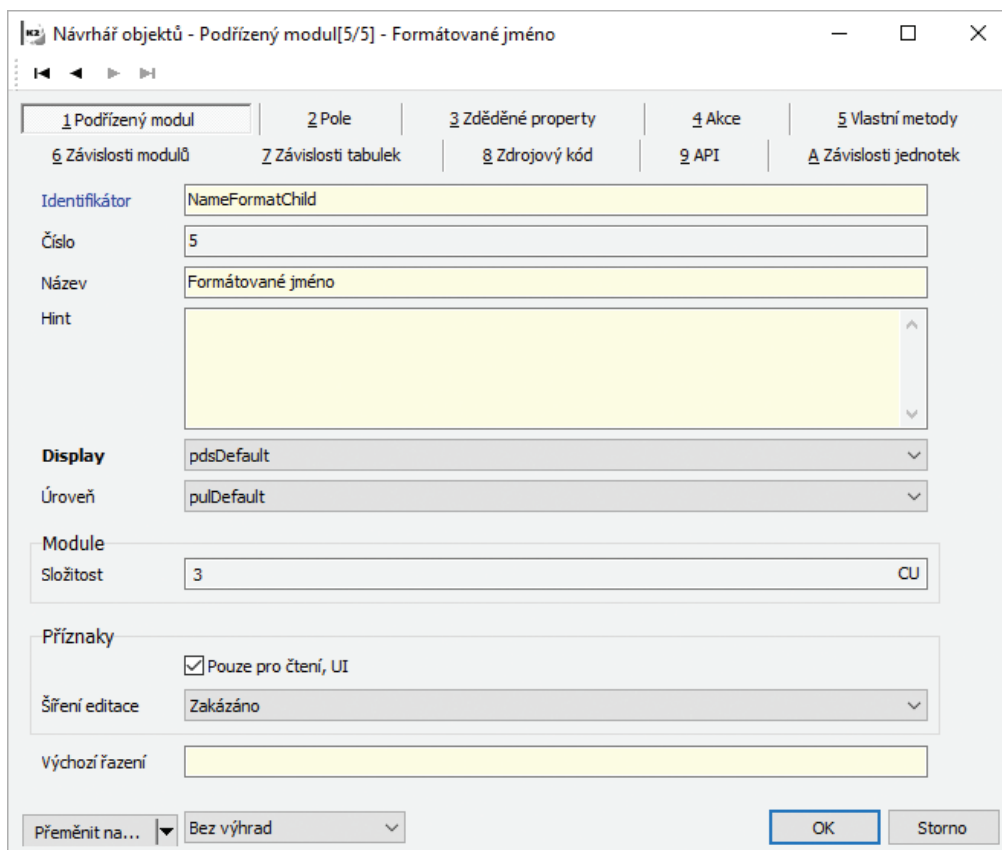 K2 Návrhář objektů - Podřízený modul[5/5] - Formátované jméno
1 Podřízený modul 2 Pole 3 Zděděné property 4 Akce 5 Vlastní metody
6 Závislosti modulů 7 Závislosti tabulek 8 Zdrojový kód 9 API A Závislosti jednotek
Identifikátor NameFormatChild
Číslo 5
Název Formátované jméno
Hint
Display pdsDefault
Úroveň pulDefault
Module
Složitost 3 CU
Příznaky
Pouze pro čtení, UI
Šíření editace Zakázáno
Výchozí řazení
Přeměnit na... Bez výhrad OK Storno